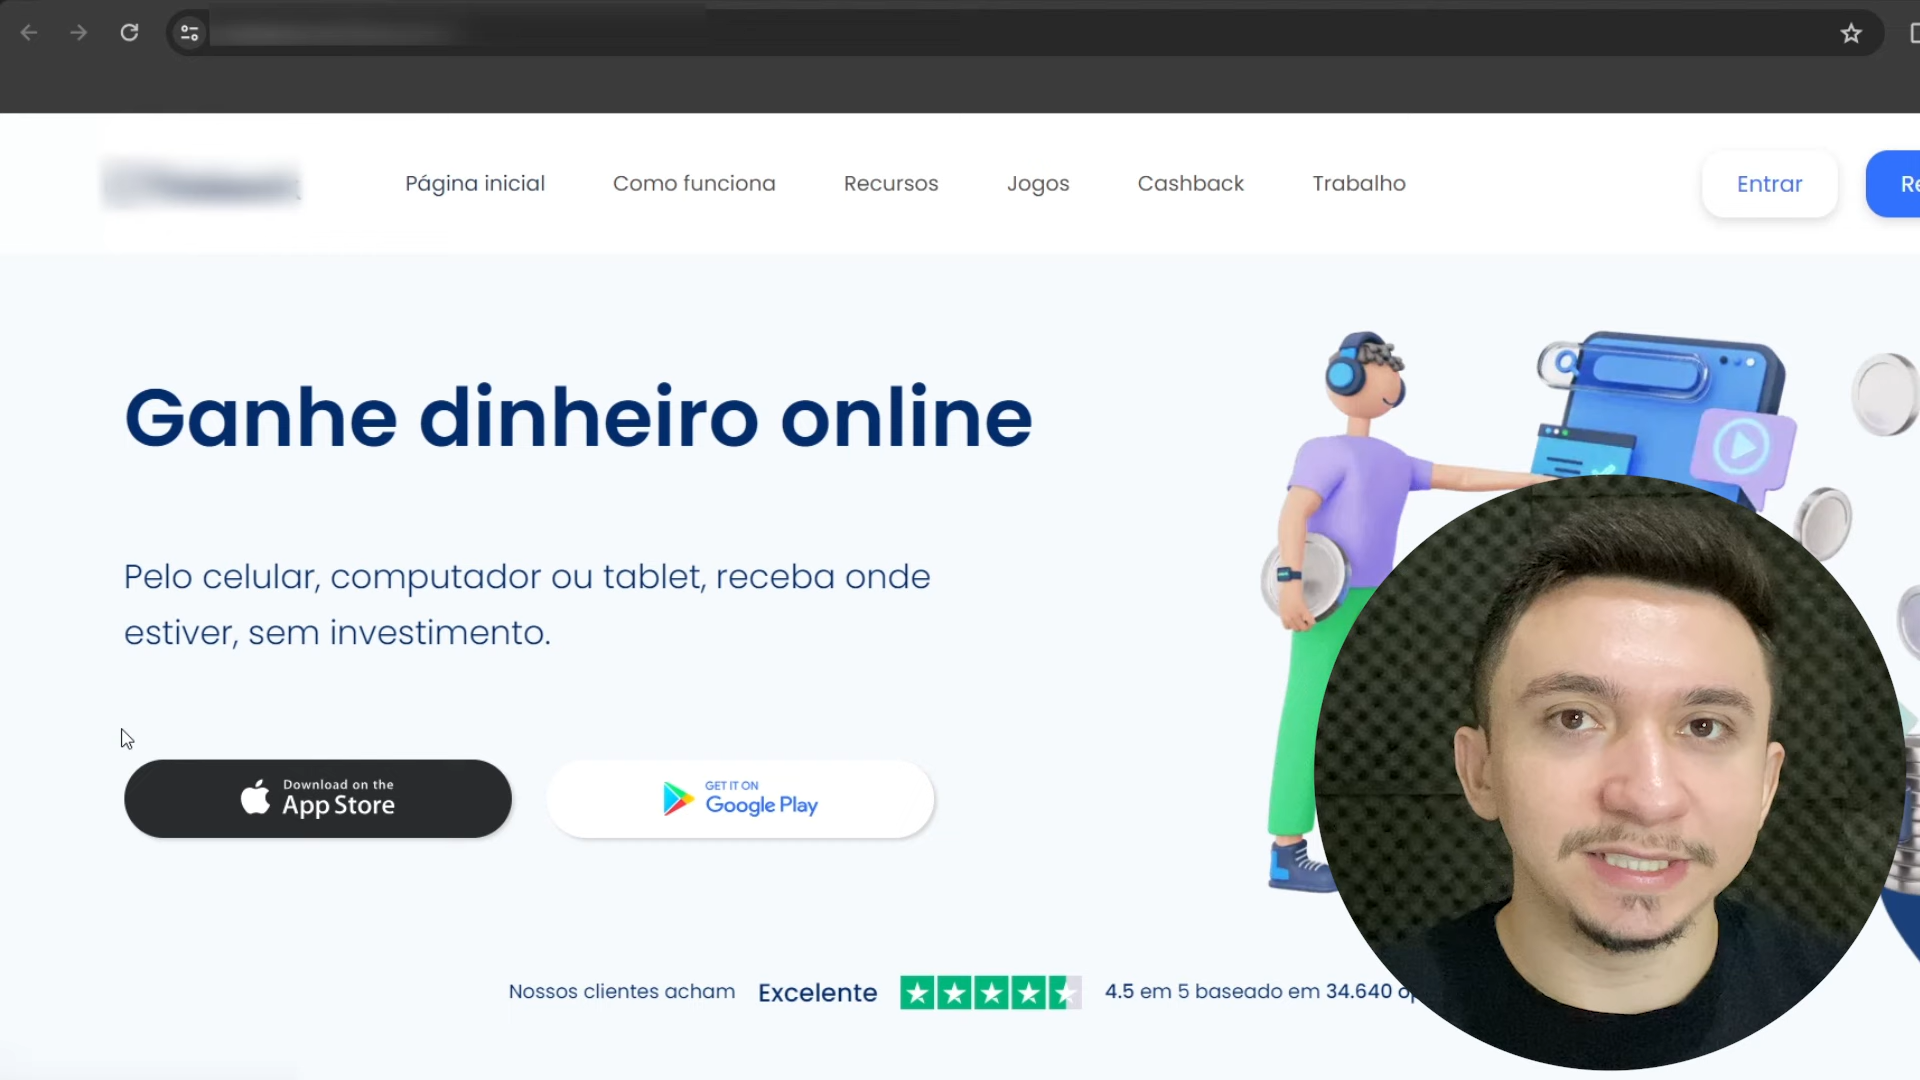 Página inicial
Como funciona
Recursos
Jogos
Cashback
Trabalho
Entrar
Ganhe dinheiro online
Pelo celular, computador ou tablet, receba onde
estiver, sem investimento.
Download on the
App Store
GET IT ON
Google Play
Nossos clientes acham Excelente 4.5 em 5 baseado em 34.640